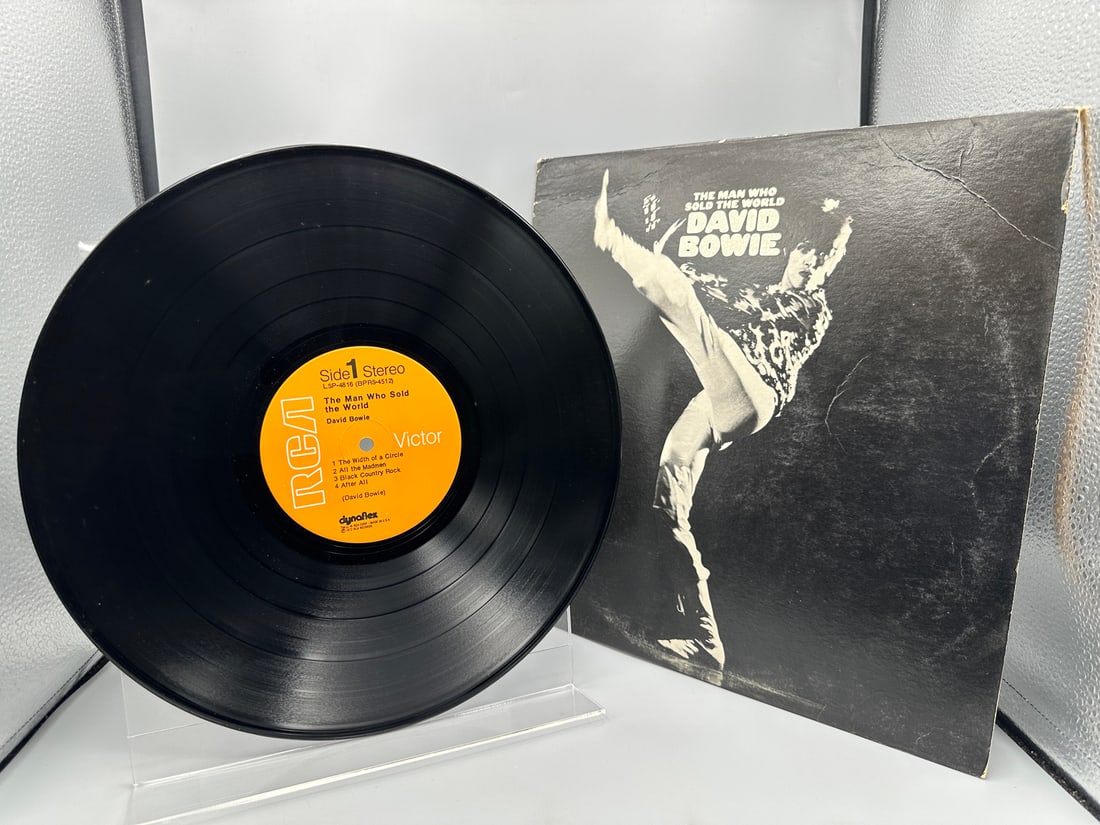 Side 1 Stereo
LSP-4816 (BPRS-4512)
The Man Who Sold
the World
David Bowie
RCA
Victor
1 The Width of a Circle
2 All the Madmen
3 Black Country Rock
4 After All
(David Bowie)
dynaflex
THE MAN WHO
SOLD THE WORLD
DAVID
BOWIE